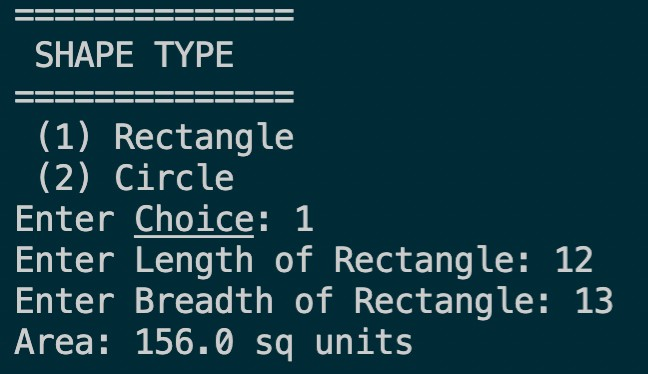 ==============
 SHAPE TYPE
==============
 (1) Rectangle
 (2) Circle
Enter Choice: 1
Enter Length of Rectangle: 12
Enter Breadth of Rectangle: 13
Area: 156.0 sq units